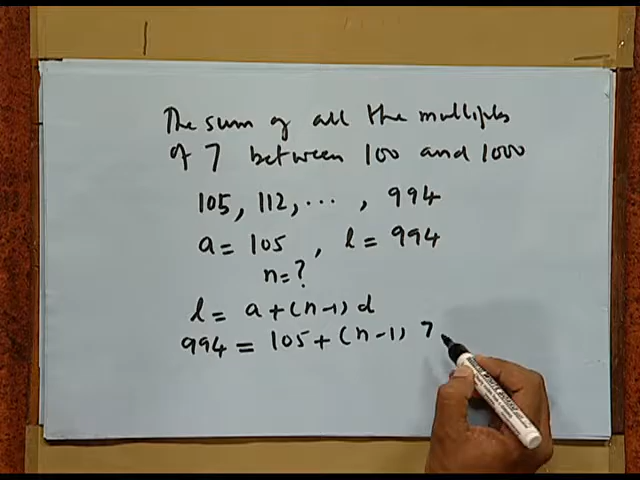 The sum of all the multiples
of 7 between 100 and 1000
105, 112, ... , 994
a = 105 , l = 994
n = ?
l = a + (n - 1) d
994 = 105 + (n - 1) 7